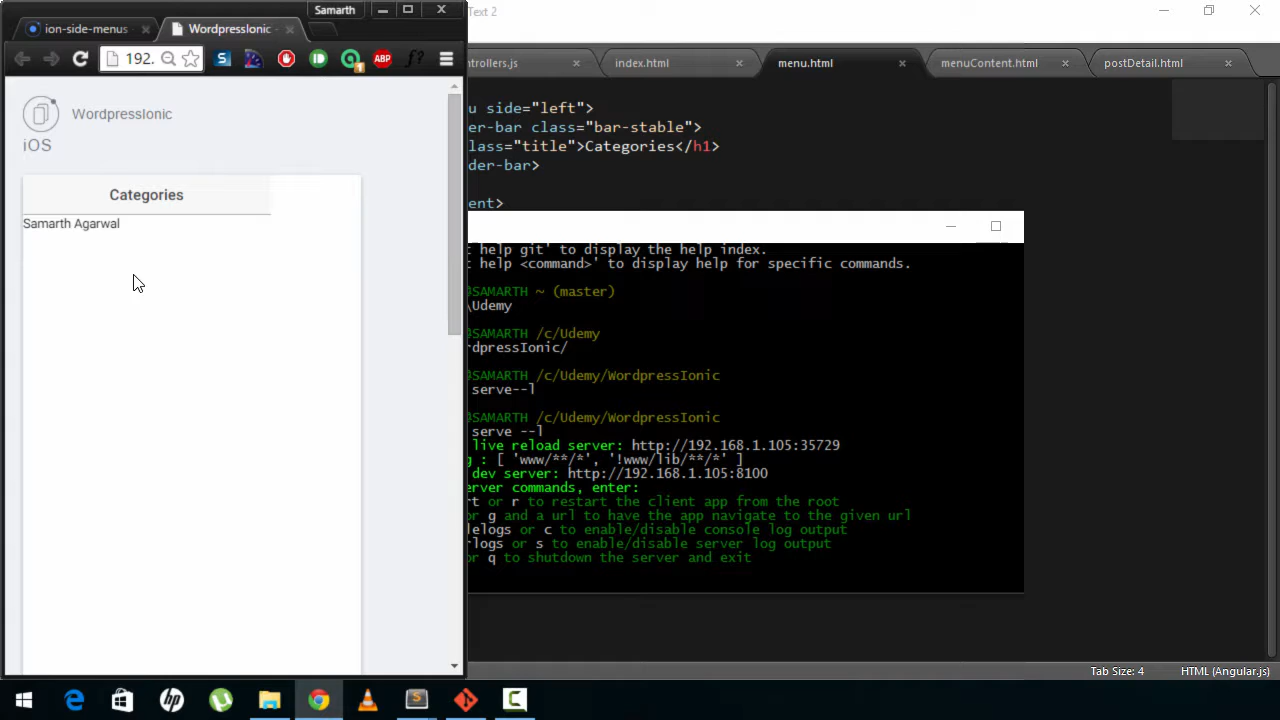 Samarth
Text 2
ion-side-menus
WordpressIonic -
ntrollers.js
index.html
menu.html
menuContent.html
postDetail.html
192.
ABP
f?
WordpressIonic
iOS
Categories
Samarth Agarwal
u side="left">
er-bar class="bar-stable">
class="title">Categories</h1>
der-bar>
ent>
t help git' to display the help index.
t help <command>' to display help for specific commands.
@SAMARTH ~ (master)
\Udemy
@SAMARTH /c/Udemy
rdpressIonic/
@SAMARTH /c/Udemy/WordpressIonic
serve--l
@SAMARTH /c/Udemy/WordpressIonic
serve --l
live reload server: http://192.168.1.105:35729
g : [ 'www/**/*', '!www/lib/**/*' ]
dev server: http://192.168.1.105:8100
erver commands, enter:
rt or r to restart the client app from the root
or g and a url to have the app navigate to the given url
lelogs or c to enable/disable console log output
rlogs or s to enable/disable server log output
or q to shutdown the server and exit
Tab Size: 4
HTML (Angular.js)